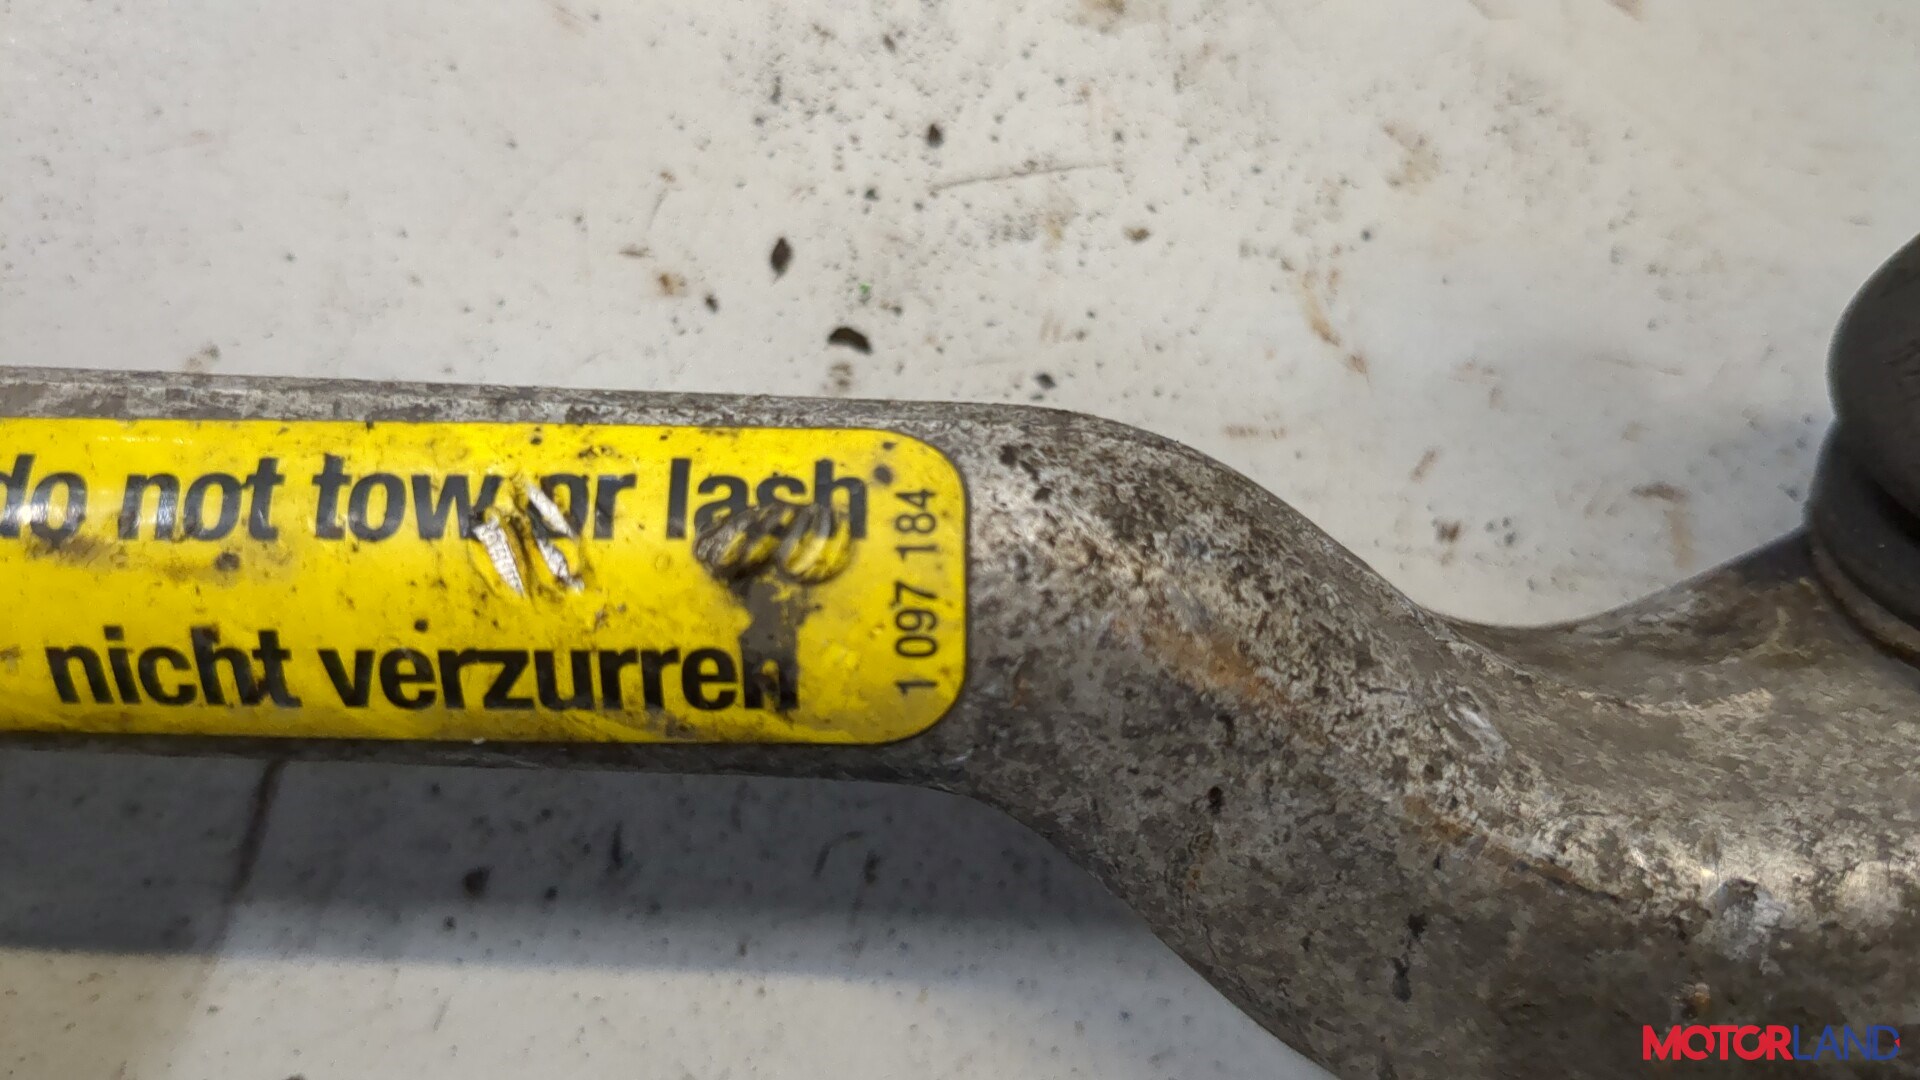 do not tow or lash
nicht verzurren
1 097 184
MOTORLAND